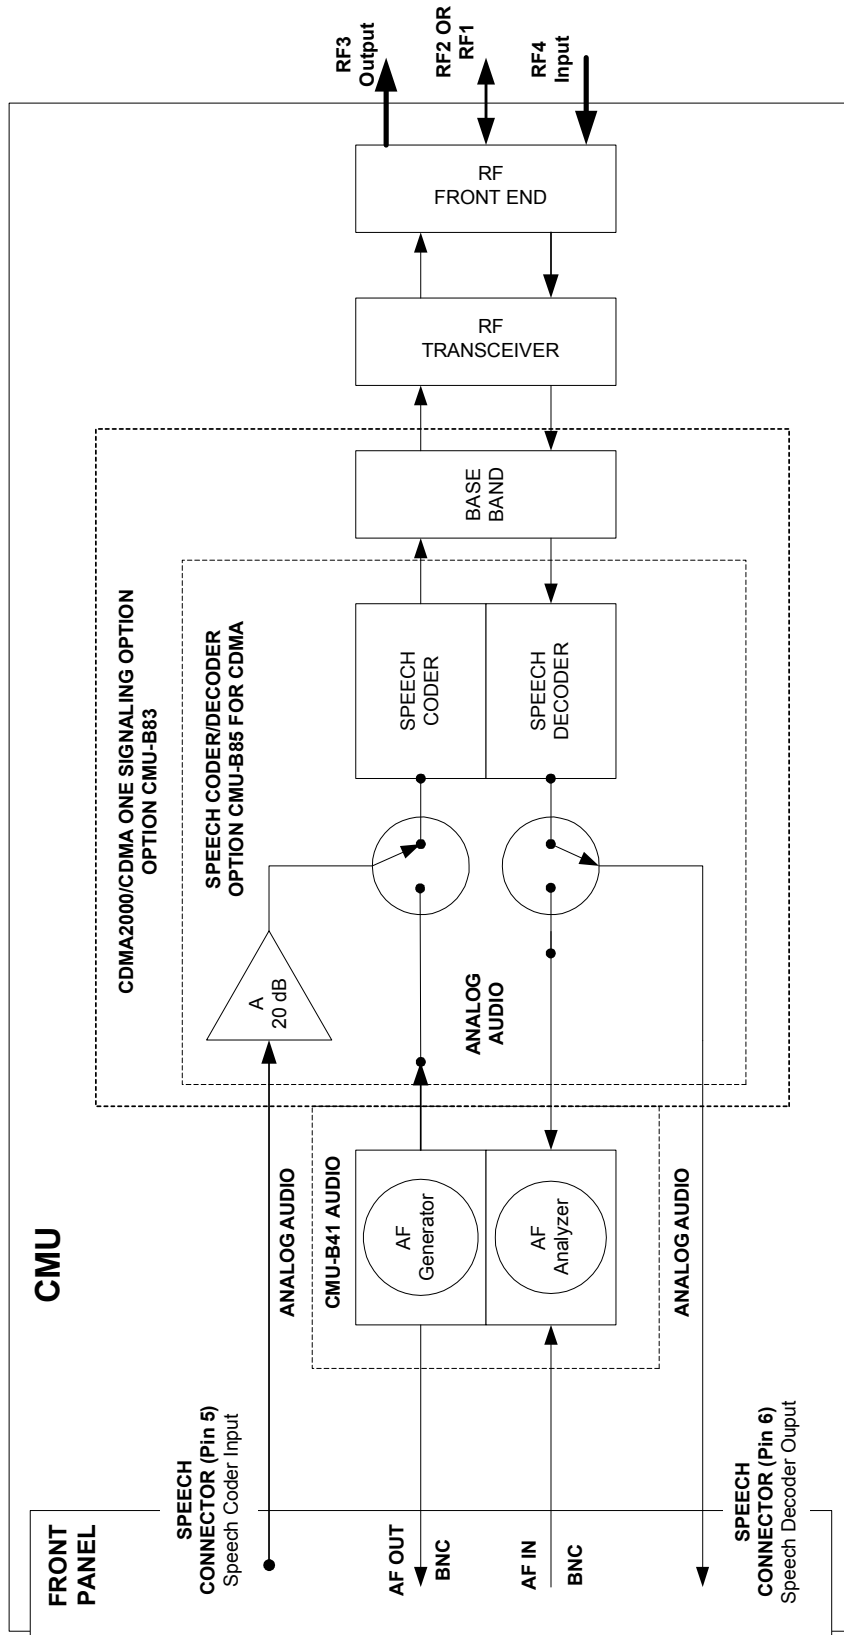 CMU
FRONT
PANEL
SPEECH
CONNECTOR (Pin 5)
Speech Coder Input
AF OUT
BNC
AF IN
BNC
SPEECH
CONNECTOR (Pin 6)
Speech Decoder Ouput
ANALOG AUDIO
CMU-B41 AUDIO
AF
Generator
AF
Analyzer
ANALOG AUDIO
CDMA2000/CDMA ONE SIGNALING OPTION
OPTION CMU-B83
SPEECH CODER/DECODER
OPTION CMU-B85 FOR CDMA
A
20 dB
ANALOG
AUDIO
SPEECH
CODER
SPEECH
DECODER
BASE
BAND
RF
TRANSCEIVER
RF
FRONT END
RF3
Output
RF2 OR
RF1
RF4
Input